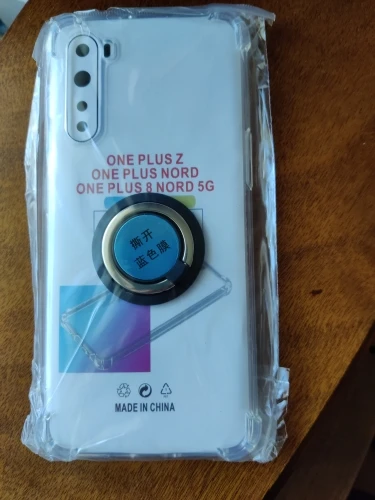 ONE PLUS Z
ONE PLUS NORD
ONE PLUS 8 NORD 5G
撕开
蓝色膜
MADE IN CHINA